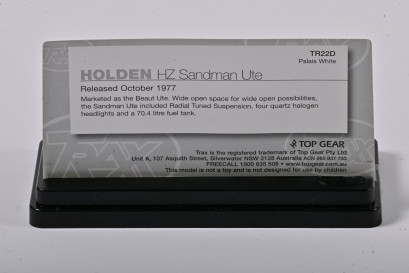 TR22D
Palais White
HOLDEN HZ Sandman Ute
Released October 1977
Marketed as the Beaut Ute. Wide open space for wide open possibilities,
the Sandman Ute included Radial Tuned Suspension, four quartz halogen
headlights and a 70.4 litre fuel tank.
TRAX
TOP GEAR
Trax is the registered trademark of Top Gear Pty Ltd
Unit A, 107 Asquith Street, Silverwater NSW 2128 Australia ACN
FREECALL 1800 635 508 • www.topgear.com.au
This model is not a toy and is not designed for use by children